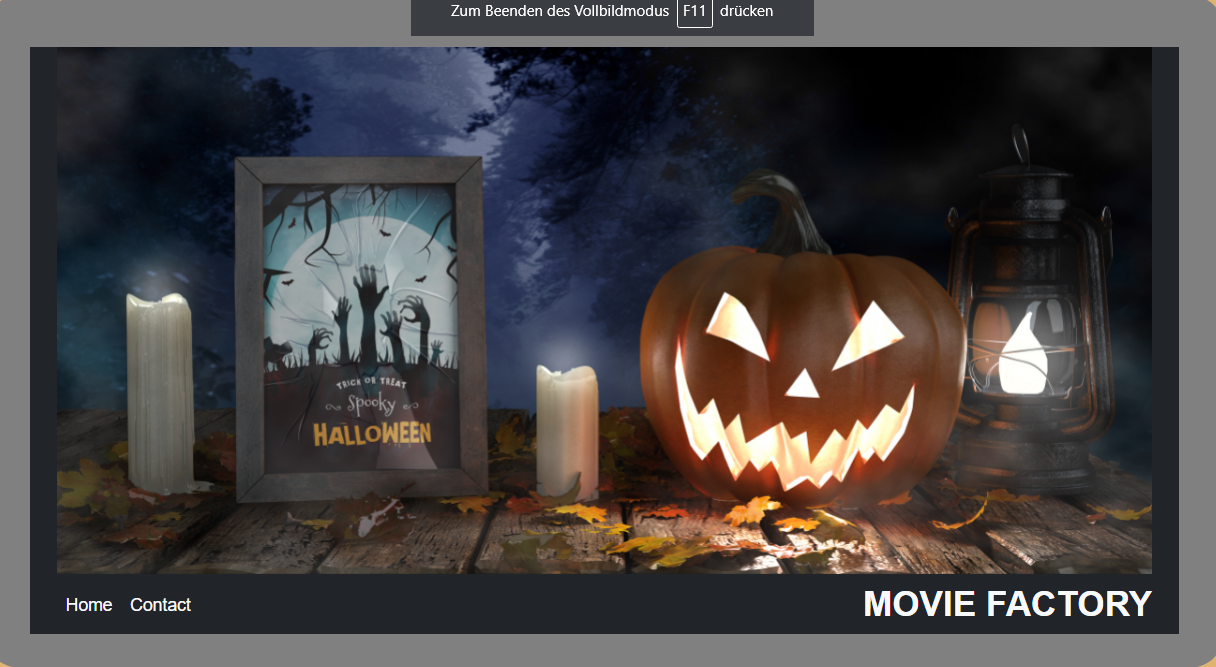 Zum Beenden des Vollbildmodus F11 drücken
TRICK OR TREAT
Spooky
HALLOWEEN
Home Contact MOVIE FACTORY